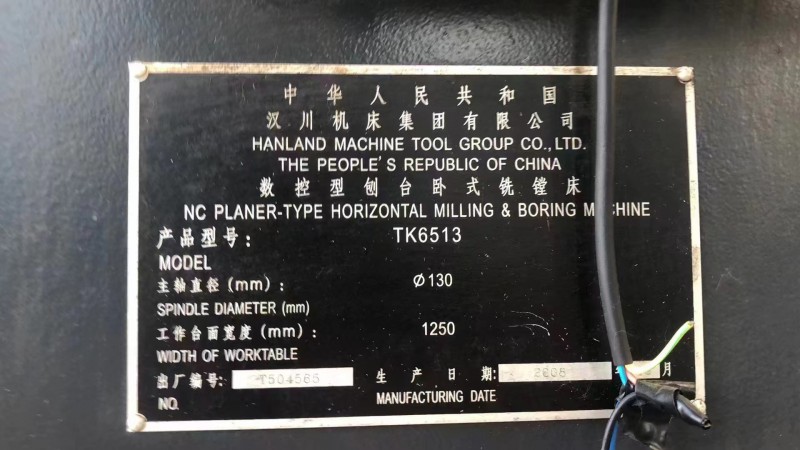 中华人民共和国
汉川机床集团有限公司
HANLAND MACHINE TOOL GROUP CO.,LTD.
THE PEOPLE'S REPUBLIC OF CHINA
数控型刨台卧式铣镗床
NC PLANER-TYPE HORIZONTAL MILLING & BORING
产品型号: TK6513
MODEL
主轴直径(mm): Ø130
SPINDLE DIAMETER (mm)
工作台面宽度(mm): 1250
WIDTH OF WORKTABLE
出厂编号: T504565 生产日期: 月
NO. MANUFACTURING DATE